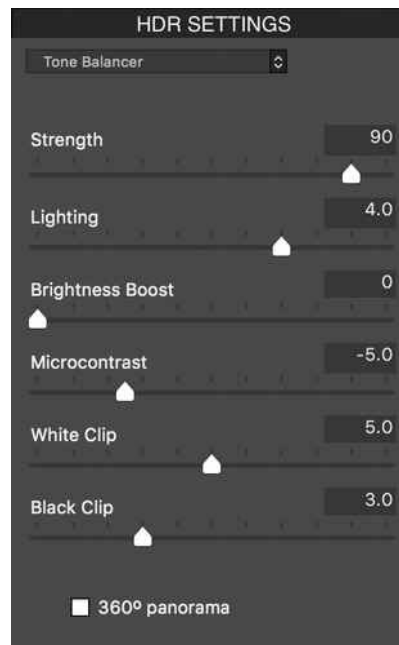 HDR SETTINGS
Tone Balancer
Strength 90
Lighting 4.0
Brightness Boost 0
Microcontrast -5.0
White Clip 5.0
Black Clip 3.0
360º panorama